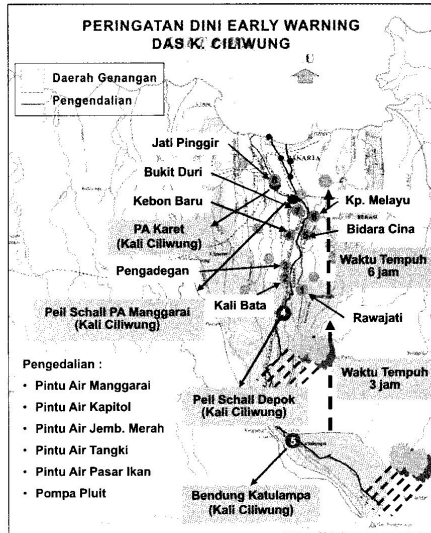 PERINGATAN DINI EARLY WARNING
DAS K. CILIWUNG
U
Daerah Genangan
Pengendalian
Jati Pinggir
Bukit Duri
Kebon Baru
Kp. Melayu
PA Karet
(Kali Ciliwung)
Bidara Cina
Waktu Tempuh
6 jam
Pengadegan
Kali Bata
Peil Schall PA Manggarai
(Kali Ciliwung)
Rawajati
4
Waktu Tempuh
3 jam
Pengedalian :
• Pintu Air Manggarai
• Pintu Air Kapitol
• Pintu Air Jemb. Merah
• Pintu Air Tangki
• Pintu Air Pasar Ikan
• Pompa Pluit
Peil Schall Depok
(Kali Ciliwung)
5
Bendung Katulampa
(Kali Ciliwung)